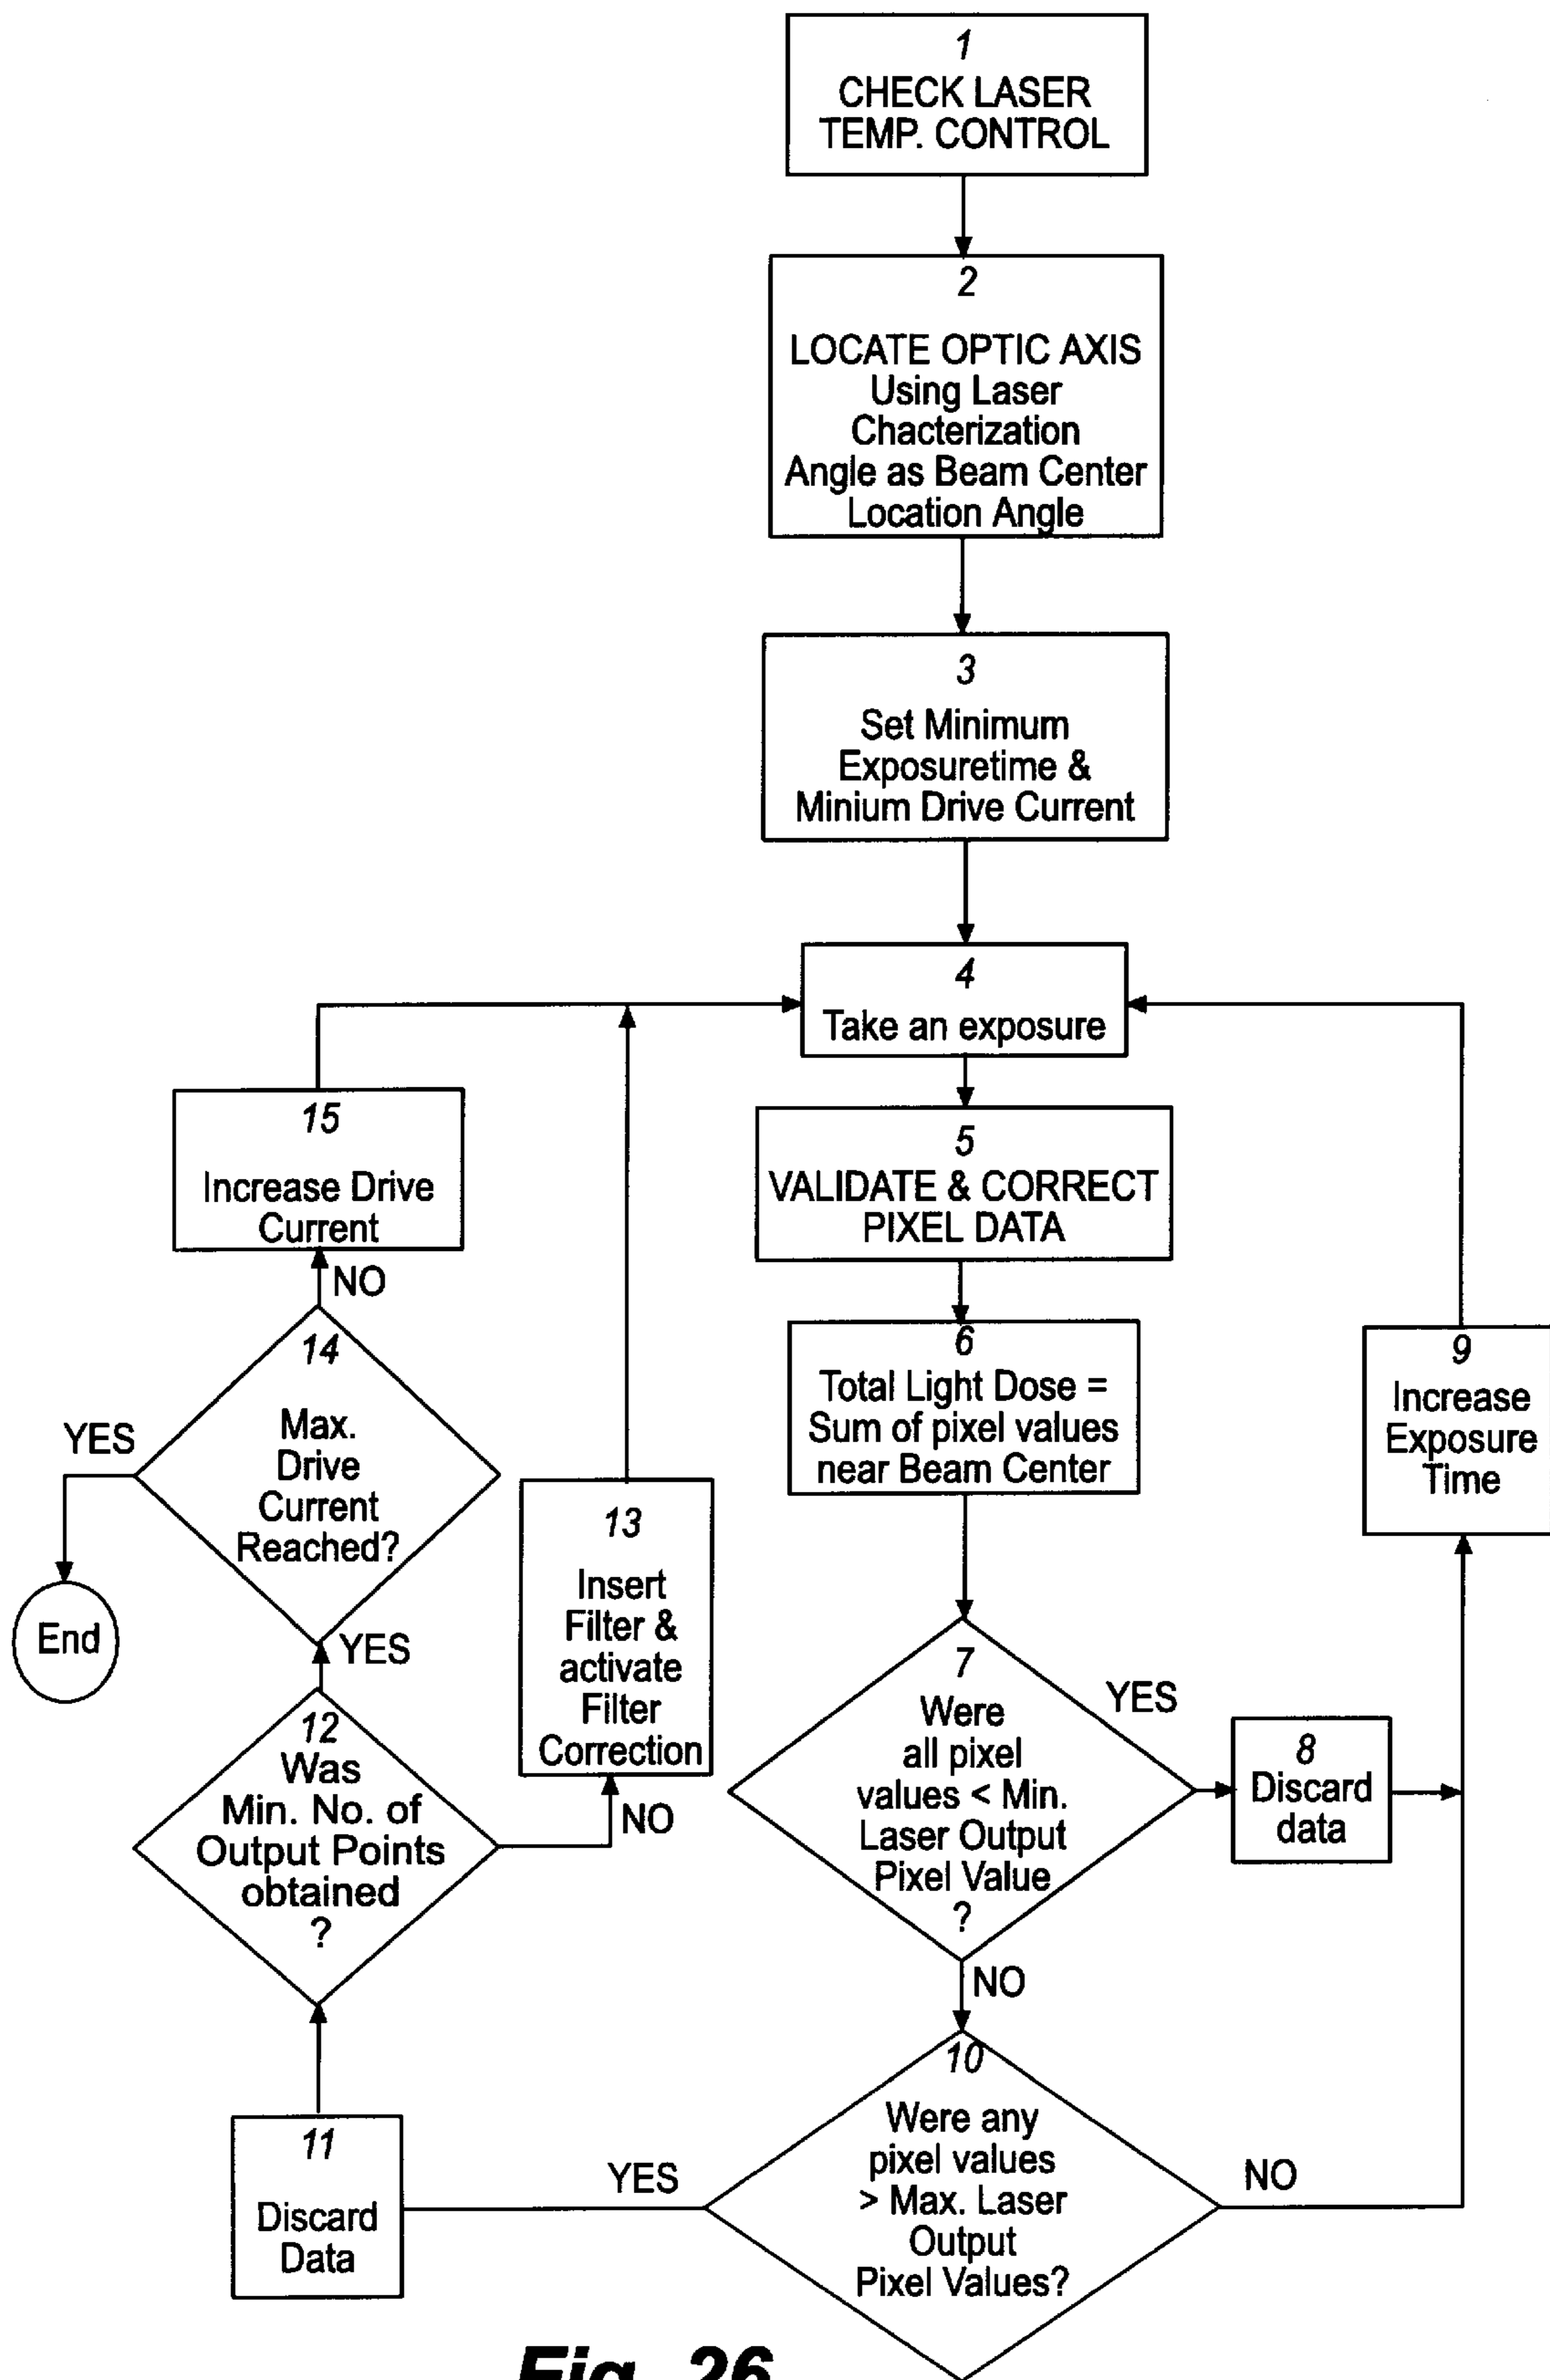 1
CHECK LASER
TEMP. CONTROL
2
LOCATE OPTIC AXIS
Using Laser
Chacterization
Angle as Beam Center
Location Angle
3
Set Minimum
Exposuretime &
Minium Drive Current
4
Take an exposure
5
VALIDATE & CORRECT
PIXEL DATA
6
Total Light Dose =
Sum of pixel values
near Beam Center
7
Were
all pixel
values < Min.
Laser Output
Pixel Value
?
YES
NO
8
Discard
data
9
Increase
Exposure
Time
10
Were any
pixel values
> Max. Laser
Output
Pixel Values?
YES
NO
11
Discard
Data
12
Was
Min. No. of
Output Points
obtained
?
YES
NO
13
Insert
Filter &
activate
Filter
Correction
14
Max.
Drive
Current
Reached?
YES
NO
15
Increase Drive
Current
End
Fig. 26